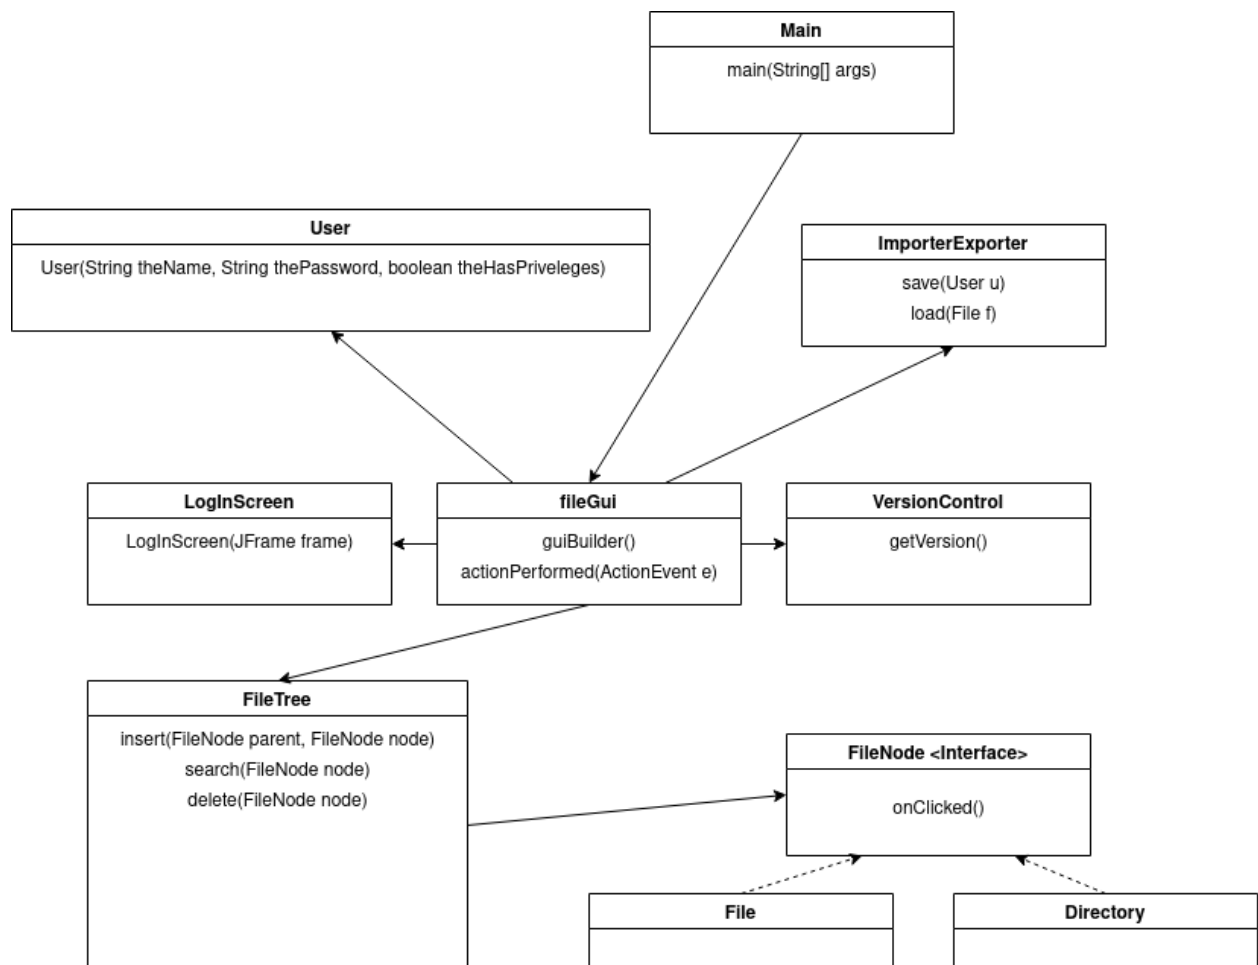 Main
main(String[] args)
User
User(String theName, String thePassword, boolean theHasPriveleges)
ImporterExporter
save(User u)
load(File f)
LogInScreen
LogInScreen(JFrame frame)
fileGui
guiBuilder()
actionPerformed(ActionEvent e)
VersionControl
getVersion()
FileTree
insert(FileNode parent, FileNode node)
search(FileNode node)
delete(FileNode node)
FileNode <Interface>
onClicked()
File
Directory